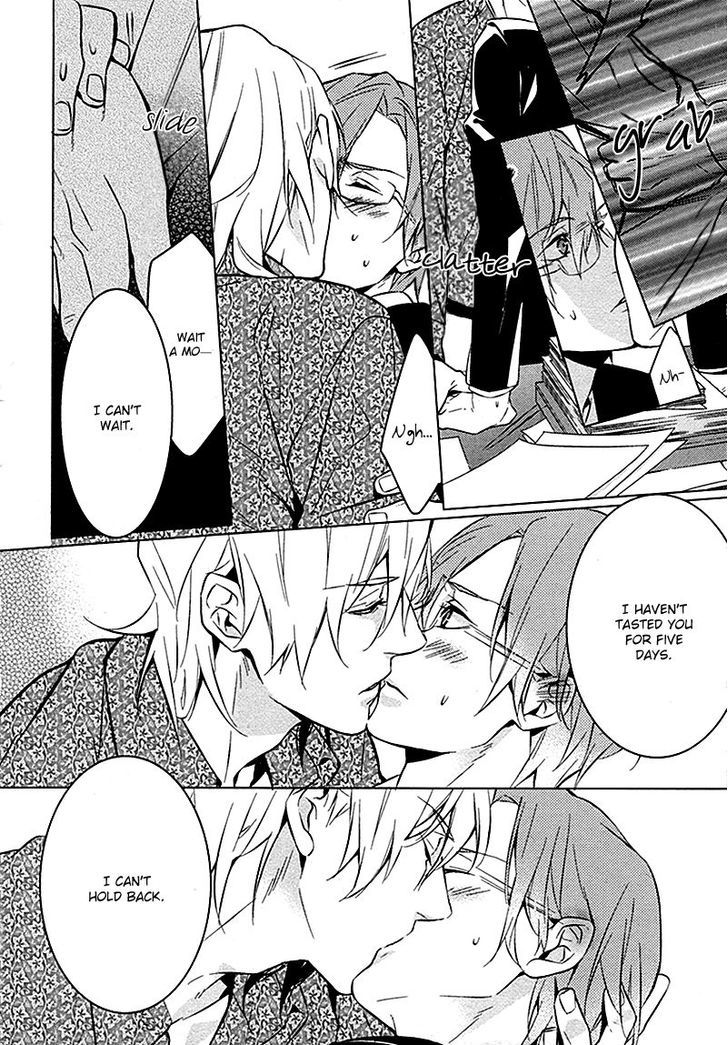 grab
Nh-
clatter
Ngh...
slide
WAIT
A MO—
I CAN'T
WAIT.
I HAVEN'T
TASTED YOU
FOR FIVE
DAYS.
I CAN'T
HOLD BACK.